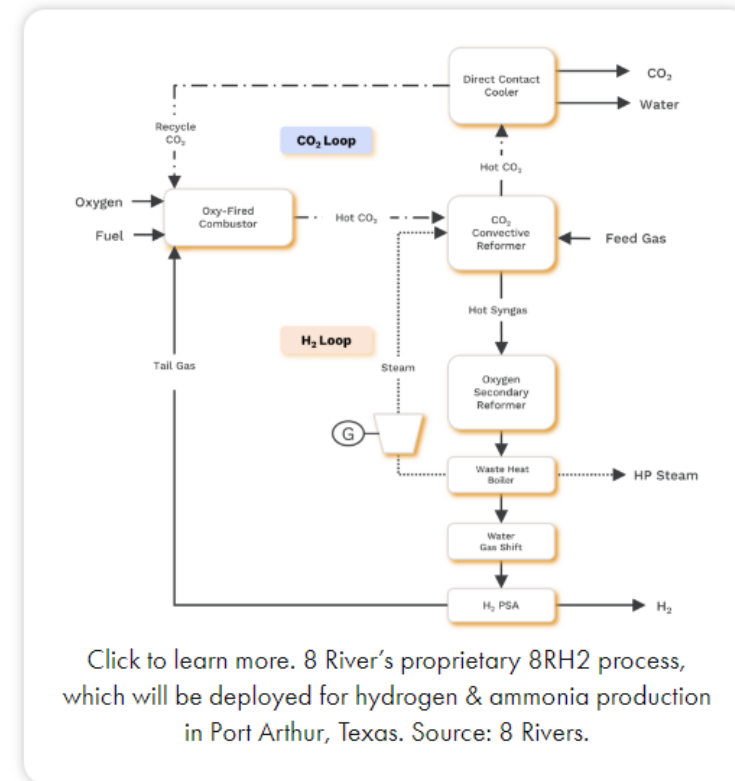 Direct Contact
Cooler
CO₂
Water
Recycle
CO₂
CO₂ Loop
Hot CO₂
Oxygen
Fuel
Oxy-Fired
Combustor
Hot CO₂
CO₂
Convective
Reformer
Feed Gas
Hot Syngas
H₂ Loop
Tail Gas
Steam
Oxygen
Secondary
Reformer
G
Waste Heat
Boiler
HP Steam
Water
Gas Shift
H₂ PSA
H₂
Click to learn more. 8 River’s proprietary 8RH2 process,
which will be deployed for hydrogen & ammonia production
in Port Arthur, Texas. Source: 8 Rivers.